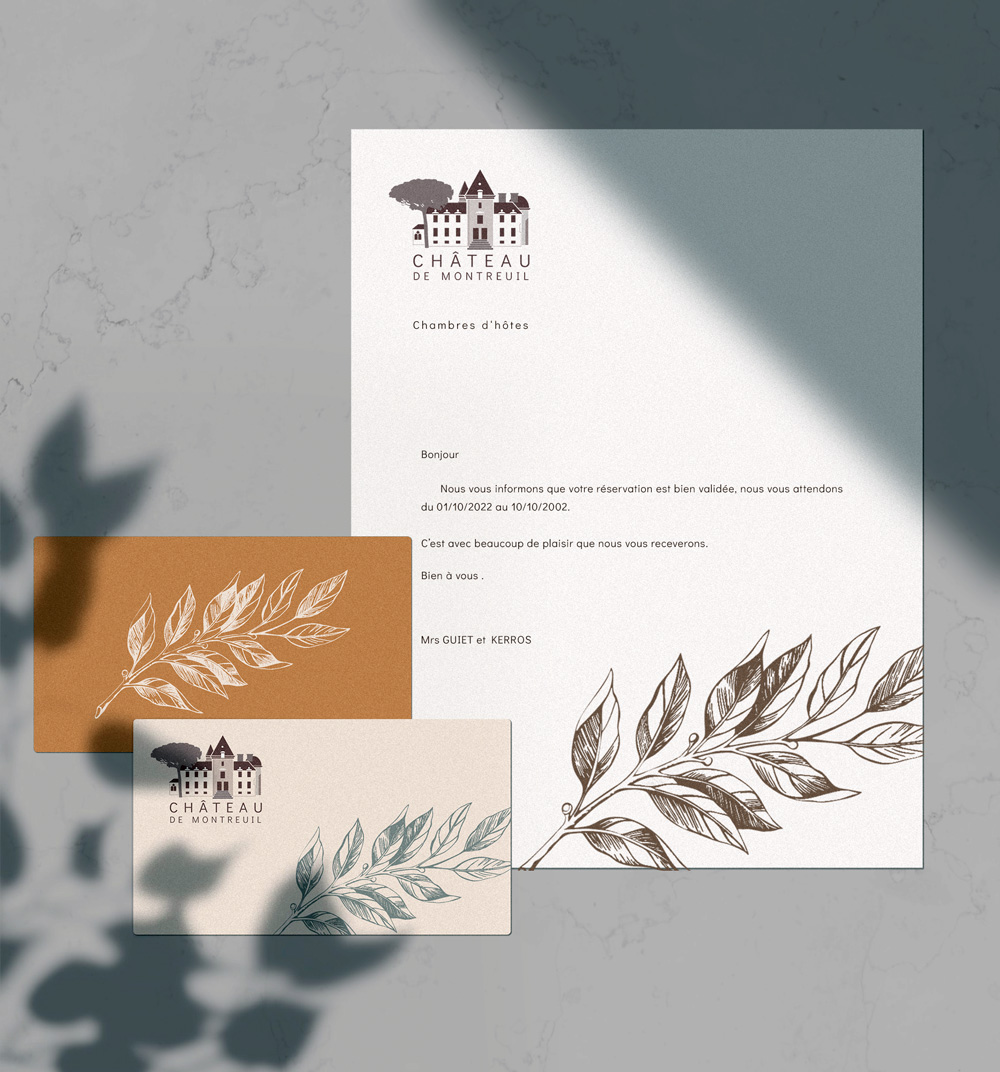 CHÂTEAU
DE MONTREUIL
Chambres d'hôtes
Bonjour
Nous vous informons que votre réservation est bien validée, nous vous attendons
du 01/10/2022 au 10/10/2002.
C'est avec beaucoup de plaisir que nous vous receverons.
Bien à vous .
Mrs GUIET et KERROS
CHÂTEAU
DE MONTREUIL